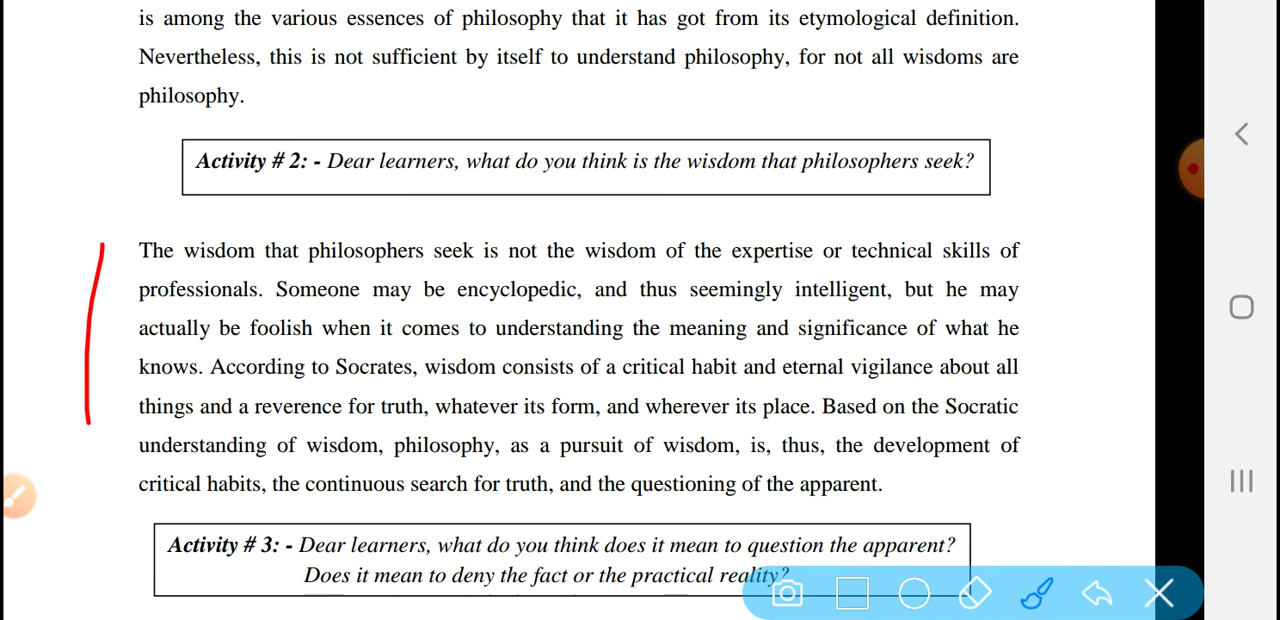 is among the various essences of philosophy that it has got from its etymological definition.
Nevertheless, this is not sufficient by itself to understand philosophy, for not all wisdoms are
philosophy.
Activity # 2: - Dear learners, what do you think is the wisdom that philosophers seek?
The wisdom that philosophers seek is not the wisdom of the expertise or technical skills of
professionals. Someone may be encyclopedic, and thus seemingly intelligent, but he may
actually be foolish when it comes to understanding the meaning and significance of what he
knows. According to Socrates, wisdom consists of a critical habit and eternal vigilance about all
things and a reverence for truth, whatever its form, and wherever its place. Based on the Socratic
understanding of wisdom, philosophy, as a pursuit of wisdom, is, thus, the development of
critical habits, the continuous search for truth, and the questioning of the apparent.
Activity # 3: - Dear learners, what do you think does it mean to question the apparent?
Does it mean to deny the fact or the practical reality?